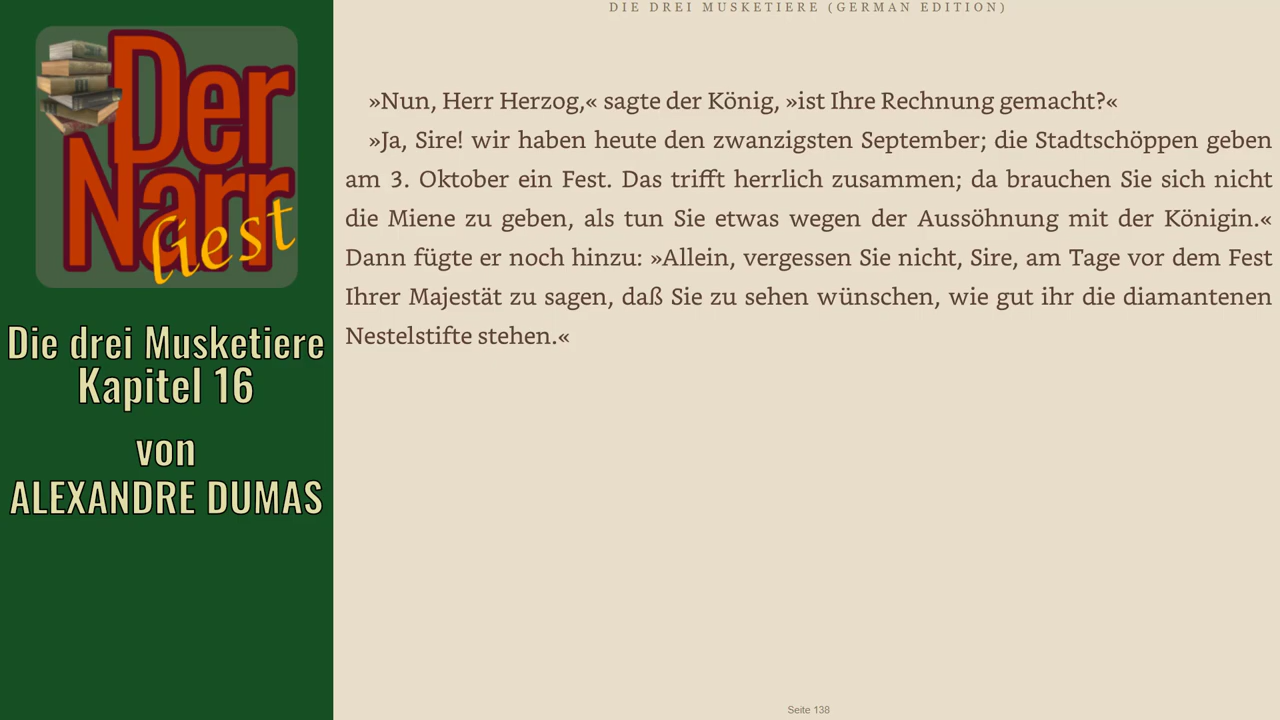 Der
Narr
liest
Die drei Musketiere
Kapitel 16
von
ALEXANDRE DUMAS
DIE DREI MUSKETIERE (GERMAN EDITION)
»Nun, Herr Herzog,« sagte der König, »ist Ihre Rechnung gemacht?«
»Ja, Sire! wir haben heute den zwanzigsten September; die Stadtschöppen geben
am 3. Oktober ein Fest. Das trifft herrlich zusammen; da brauchen Sie sich nicht
die Miene zu geben, als tun Sie etwas wegen der Aussöhnung mit der Königin.«
Dann fügte er noch hinzu: »Allein, vergessen Sie nicht, Sire, am Tage vor dem Fest
Ihrer Majestät zu sagen, daß Sie zu sehen wünschen, wie gut ihr die diamantenen
Nestelstifte stehen.«
Seite 138